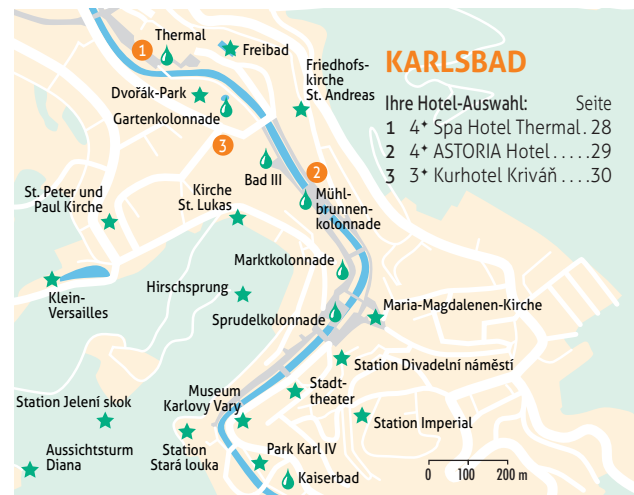 Thermal
1
Freibad
Friedhofs-
kirche
St. Andreas
KARLSBAD
Ihre Hotel-Auswahl: Seite
1 4✦ Spa Hotel Thermal. 28
2 4✦ ASTORIA Hotel . . . . . 29
3 3✦ Kurhotel Kriváň . . . . 30
Dvořák-Park
Gartenkolonnade
3
Bad III
2
Mühl-
brunnen-
kolonnade
St. Peter und
Paul Kirche
Kirche
St. Lukas
Marktkolonnade
Klein-
Versailles
Hirschsprung
Maria-Magdalenen-Kirche
Sprudelkolonnade
Station Divadelní náměstí
Museum
Karlovy Vary
Stadt-
theater
Station Jelení skok
Station Imperial
Aussichtsturm
Diana
Station
Stará louka
Park Karl IV
Kaiserbad
0 100 200 m